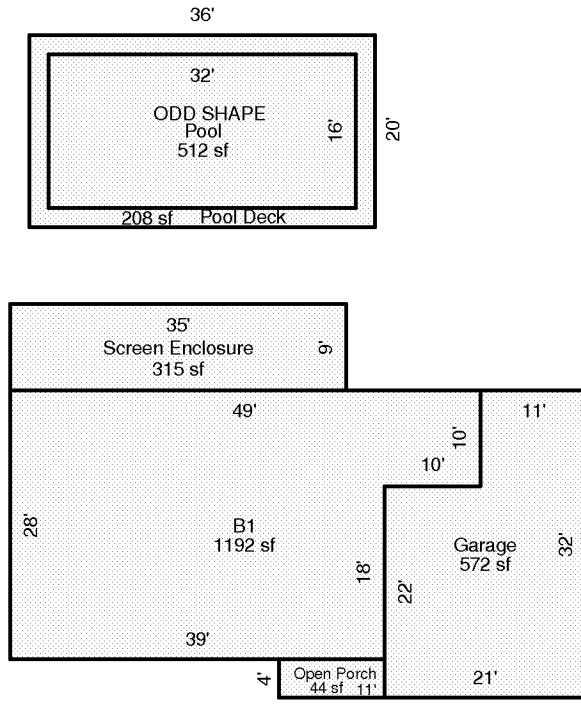 36'
32'
ODD SHAPE
Pool
512 sf
16'
20'
208 sf Pool Deck
35'
Screen Enclosure
315 sf
9'
49'
10'
11'
10'
28'
B1
1192 sf
Garage
572 sf
32'
18'
22'
39'
4'
Open Porch
44 sf 11'
21'